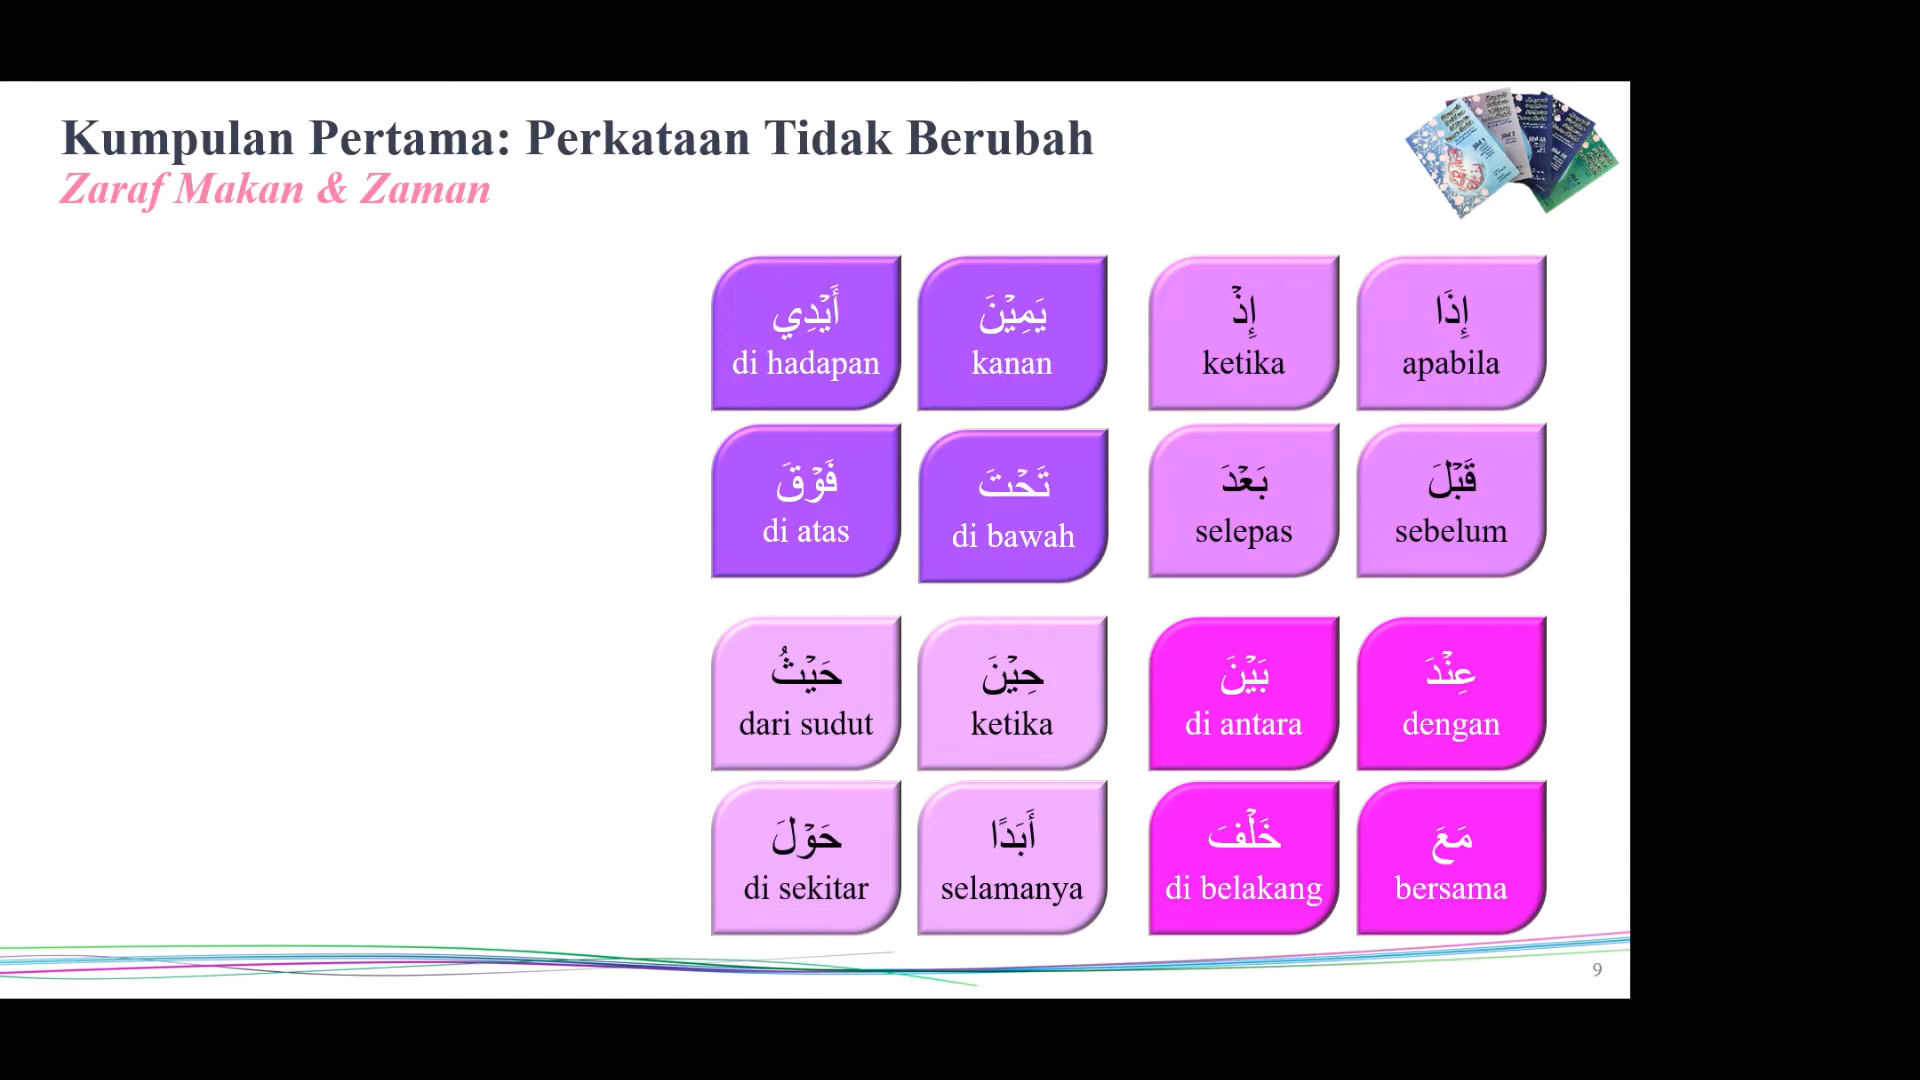 Kumpulan Pertama: Perkataan Tidak Berubah
Zaraf Makan & Zaman
أَيْدِي
di hadapan
يَمِيْنَ
kanan
إِذْ
ketika
إِذَا
apabila
فَوْقَ
di atas
تَحْتَ
di bawah
بَعْدَ
selepas
قَبْلَ
sebelum
حَيْثُ
dari sudut
حِيْنَ
ketika
بَيْنَ
di antara
عِنْدَ
dengan
حَوْلَ
di sekitar
أَبَدًا
selamanya
خَلْفَ
di belakang
مَعَ
bersama
9